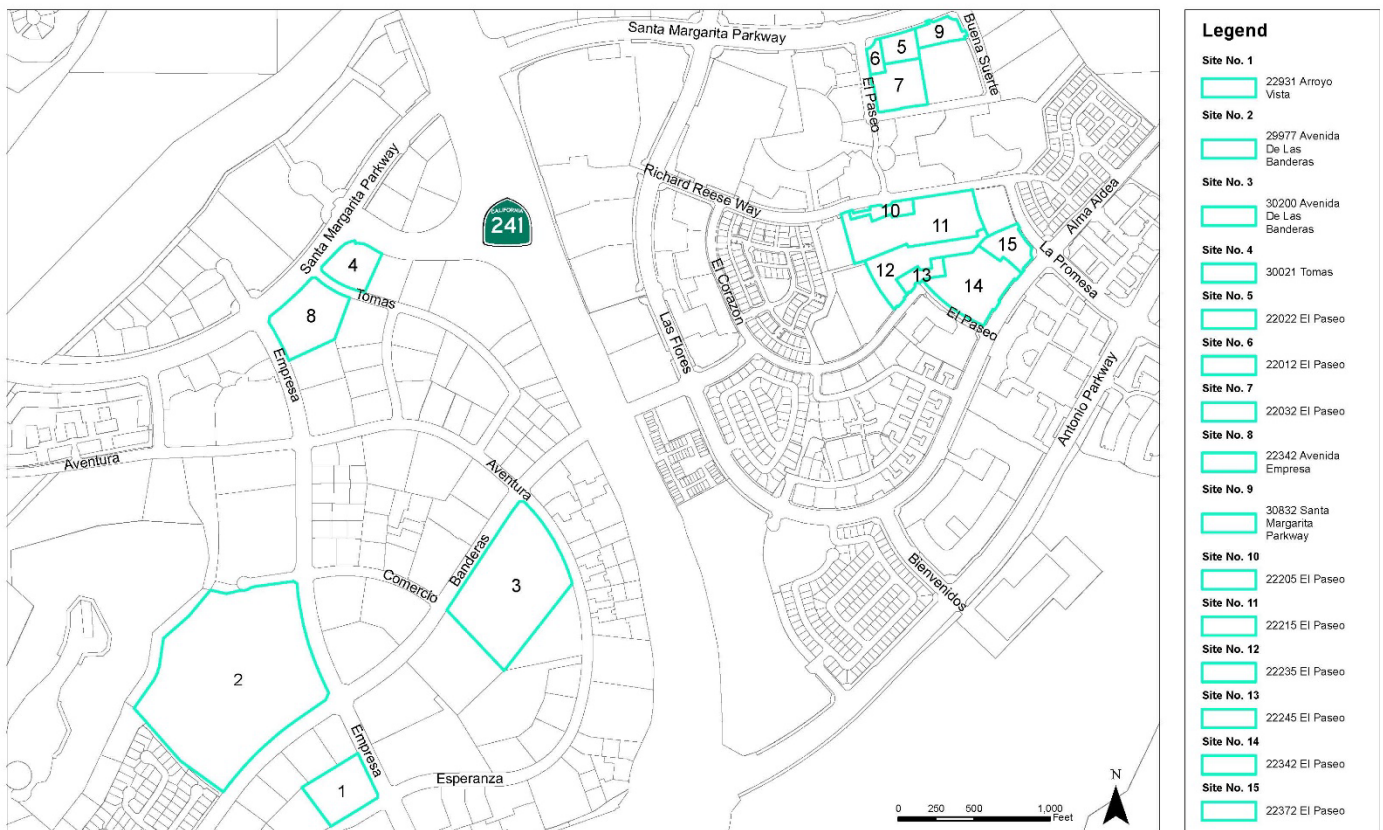 Santa Margarita Parkway
Buena Suerte
9
5
6
7
El Paseo
Santa Margarita Parkway
CALIFORNIA
241
Richard Reese Way
Alma Aldea
10
11
15
La Promesa
4
12
13
14
Tomas
El Corazon
8
El Paseo
Las Flores
Empresa
Antonio Parkway
Aventura
Aventura
Banderas
Comercio
3
Bienvenidos
2
Empresa
Esperanza
1
N
0 250 500 1,000
Feet
Legend
Site No. 1
22931 Arroyo
Vista
Site No. 2
29977 Avenida
De Las
Banderas
Site No. 3
30200 Avenida
De Las
Banderas
Site No. 4
30021 Tomas
Site No. 5
22022 El Paseo
Site No. 6
22012 El Paseo
Site No. 7
22032 El Paseo
Site No. 8
22342 Avenida
Empresa
Site No. 9
30832 Santa
Margarita
Parkway
Site No. 10
22205 El Paseo
Site No. 11
22215 El Paseo
Site No. 12
22235 El Paseo
Site No. 13
22245 El Paseo
Site No. 14
22342 El Paseo
Site No. 15
22372 El Paseo